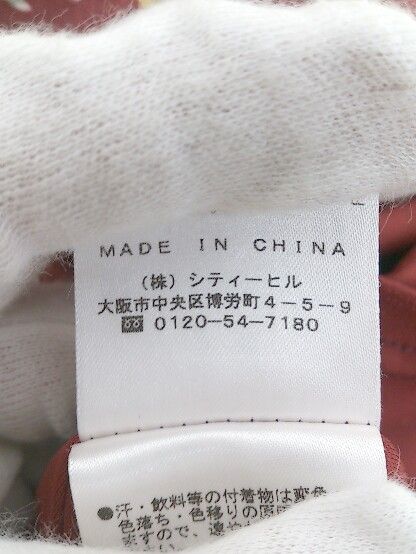 MADE IN CHINA
(株) シティーヒル
大阪市中央区博労町4-5-9
0120-54-7180
●汗・飲料等の付着物は変色
色落ち・色移りの原因
ますので、速や